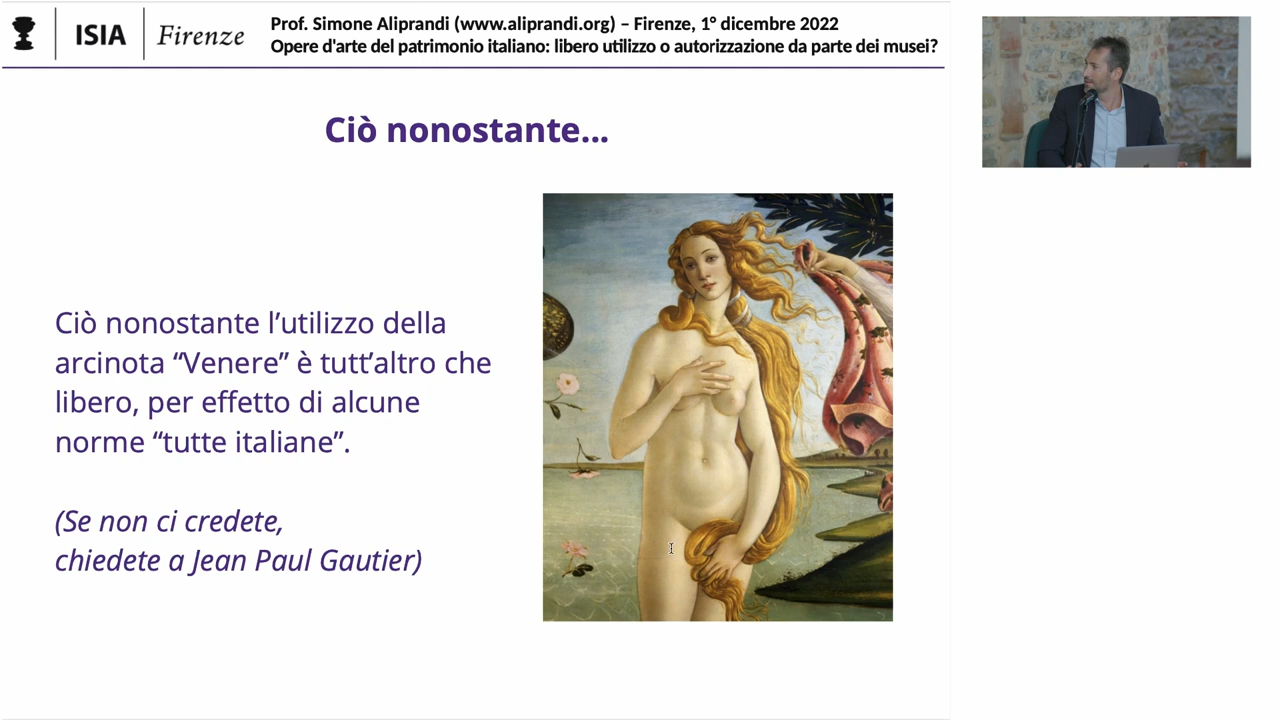 ISIA Firenze
Prof. Simone Aliprandi (www.aliprandi.org) – Firenze, 1° dicembre 2022
Opere d'arte del patrimonio italiano: libero utilizzo o autorizzazione da parte dei musei?
Ciò nonostante...
Ciò nonostante l’utilizzo della
arcinota “Venere” è tutt’altro che
libero, per effetto di alcune
norme “tutte italiane”.
(Se non ci credete,
chiedete a Jean Paul Gautier)